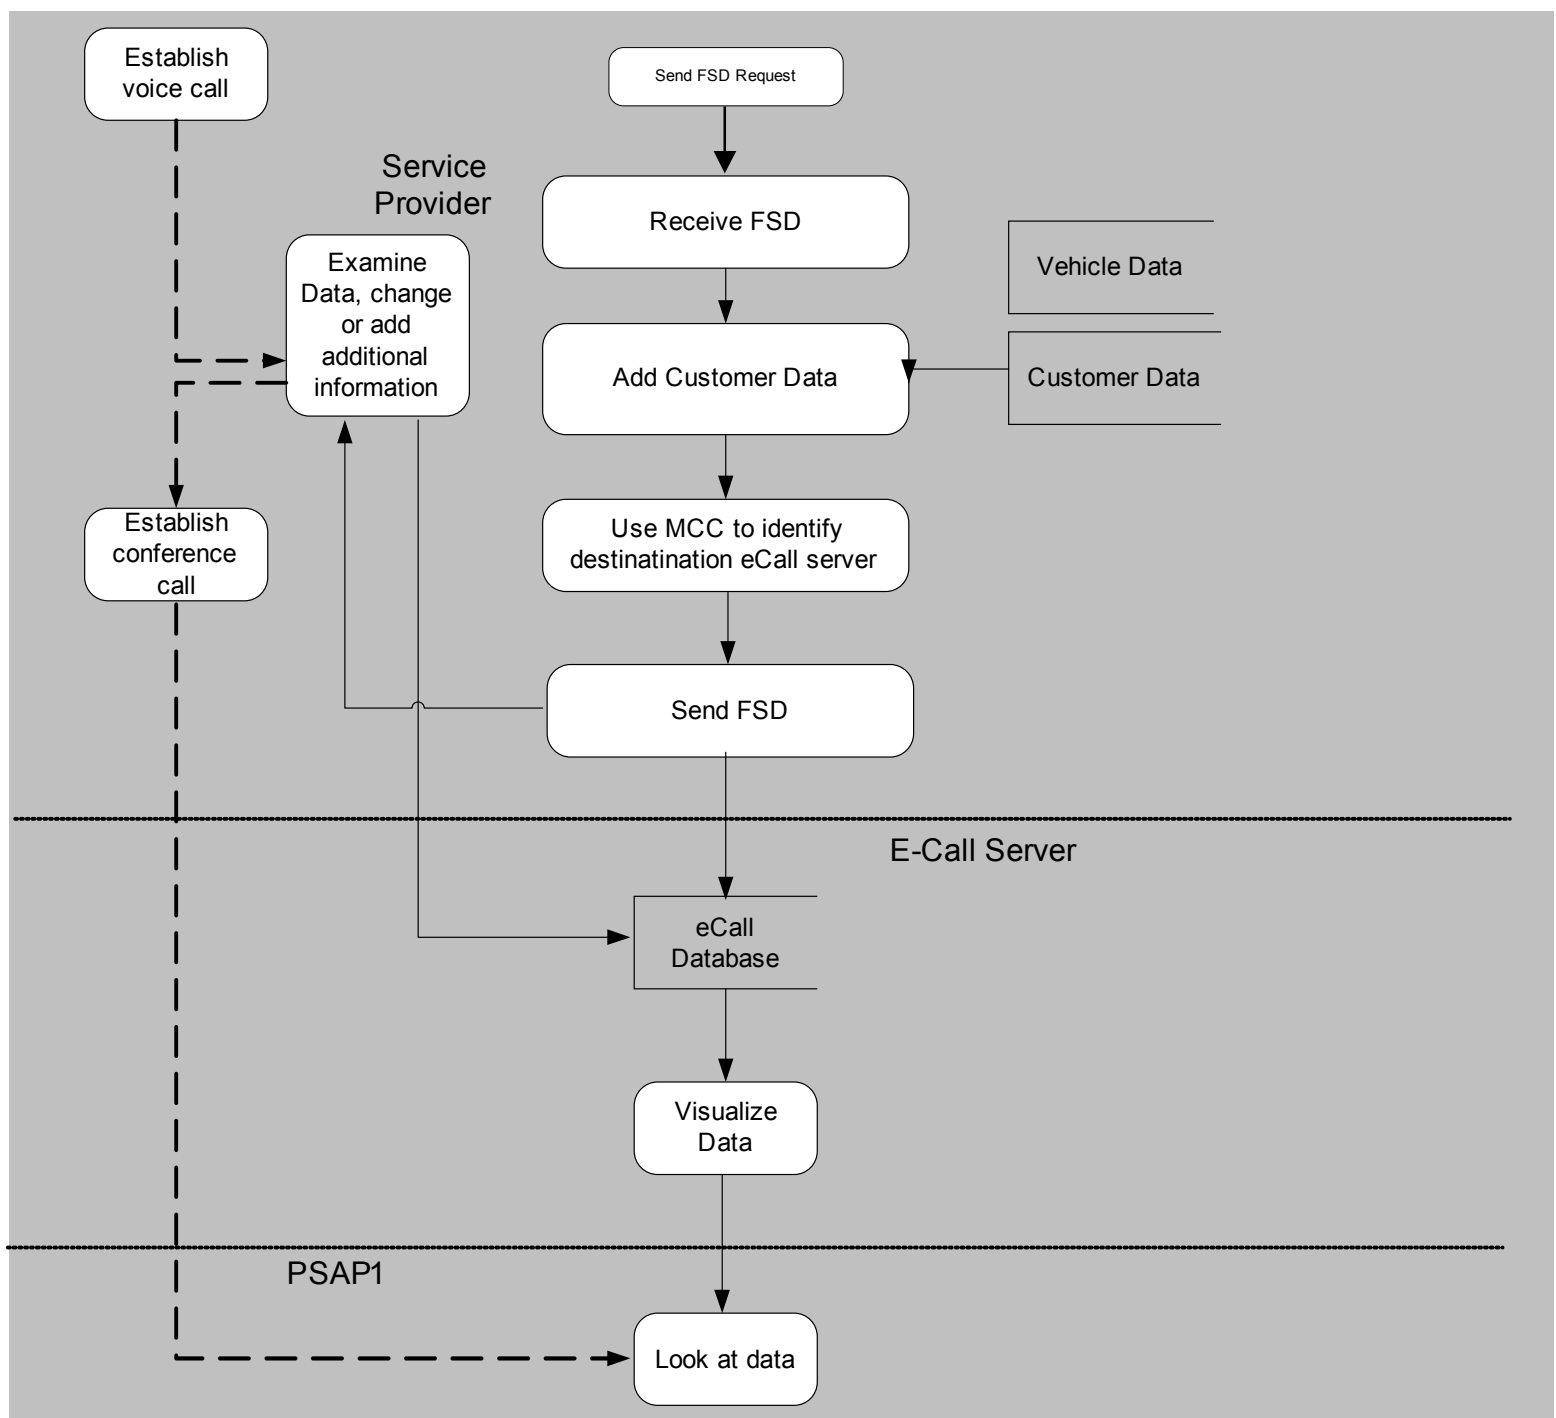 Establish
voice call
Send FSD Request
Service
Provider
Receive FSD
Examine
Data, change
or add
additional
information
Vehicle Data
Add Customer Data
Customer Data
Establish
conference
call
Use MCC to identify
destinatination eCall server
Send FSD
E-Call Server
eCall
Database
Visualize
Data
PSAP1
Look at data